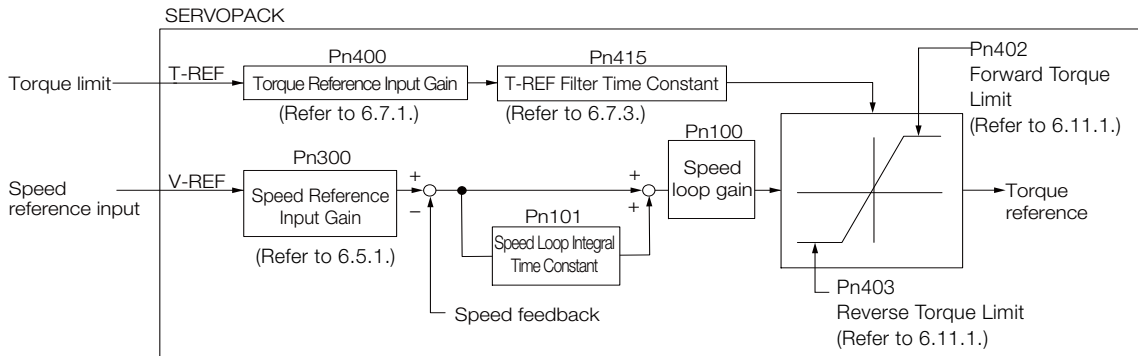 SERVOPACK
Pn402
Forward Torque
Limit
(Refer to 6.11.1.)
Torque limit
T-REF
Pn400
Torque Reference Input Gain
(Refer to 6.7.1.)
Pn415
T-REF Filter Time Constant
(Refer to 6.7.3.)
Pn100
Speed
loop gain
Speed
reference input
V-REF
Pn300
Speed Reference
Input Gain
(Refer to 6.5.1.)
+
−
+
+
Pn101
Speed Loop Integral
Time Constant
Speed feedback
Torque
reference
Pn403
Reverse Torque Limit
(Refer to 6.11.1.)